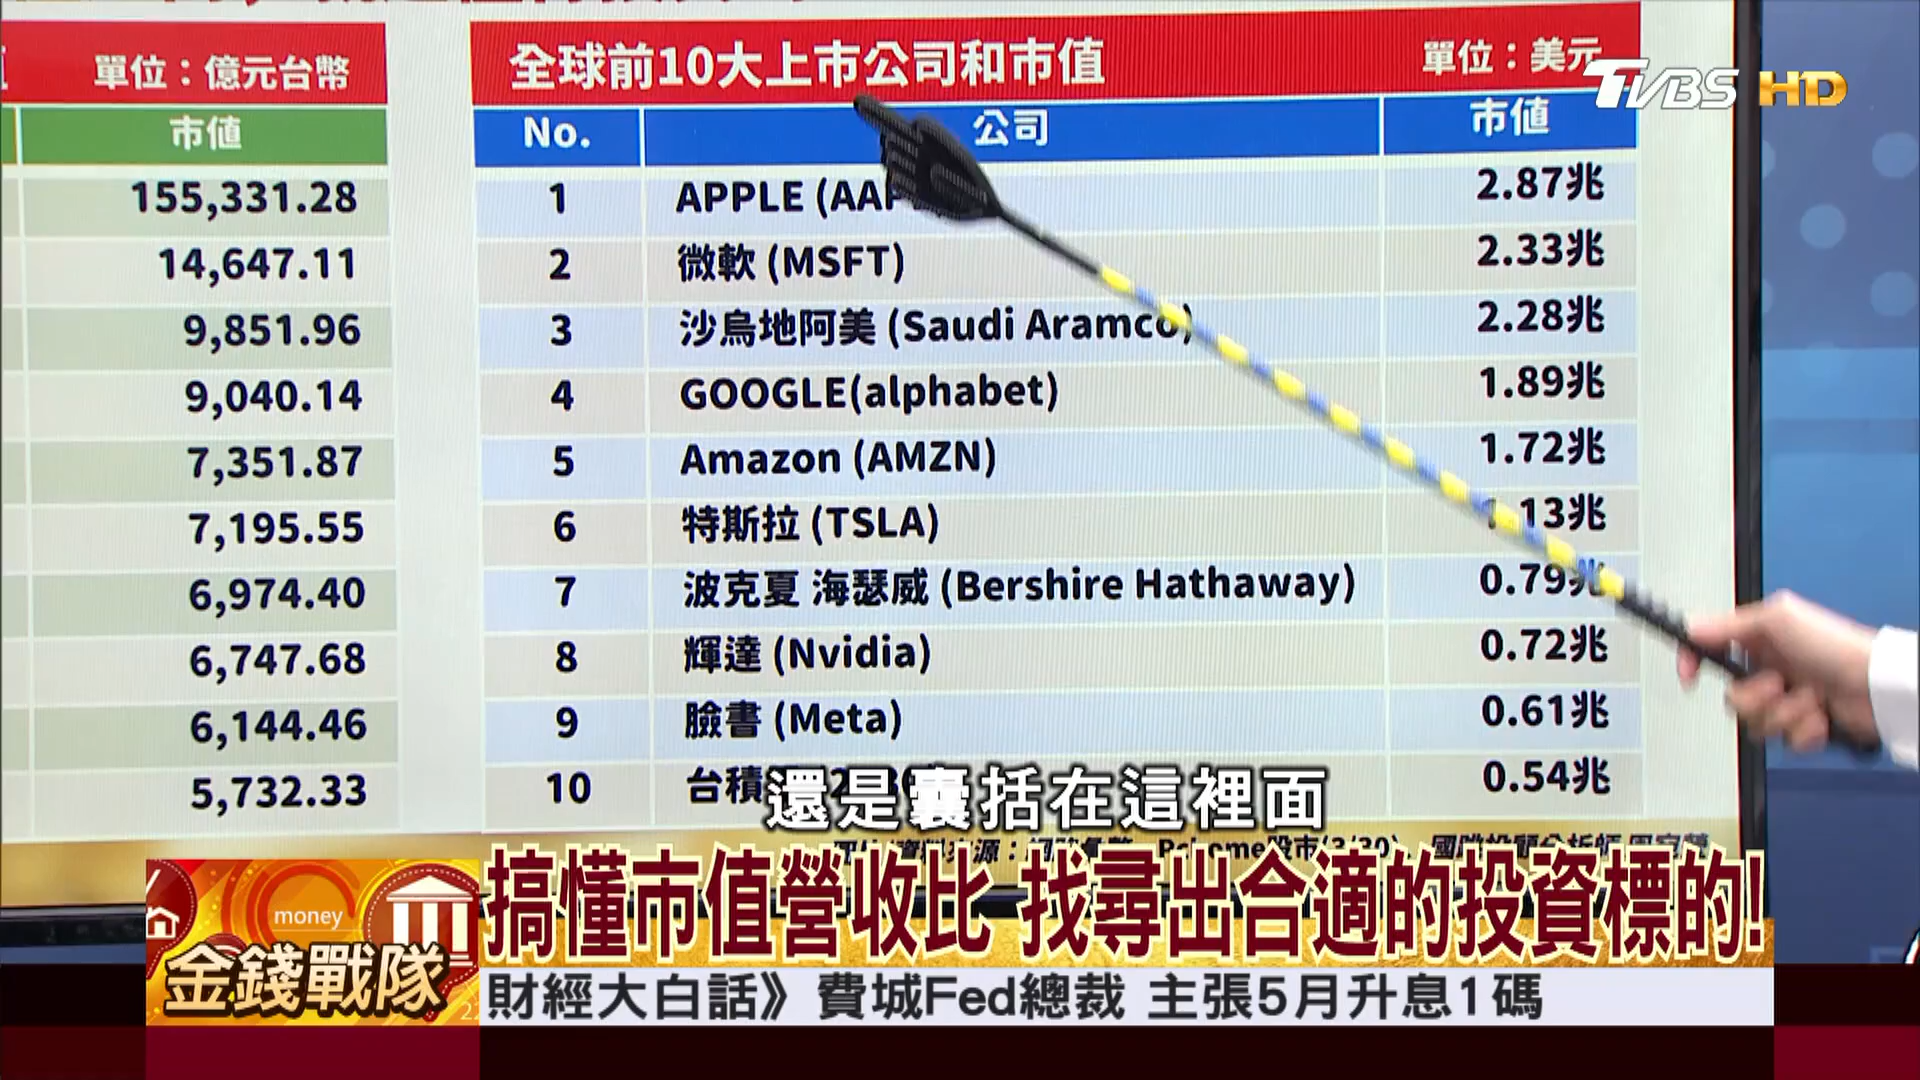 單位：億元台幣
市值
155,331.28
14,647.11
9,851.96
9,040.14
7,351.87
7,195.55
6,974.40
6,747.68
6,144.46
5,732.33
全球前10大上市公司和市值 單位：美元
No. 公司 市值
1 APPLE (AAP 2.87兆
2 微軟 (MSFT) 2.33兆
3 沙烏地阿美 (Saudi Aramco) 2.28兆
4 GOOGLE(alphabet) 1.89兆
5 Amazon (AMZN) 1.72兆
6 特斯拉 (TSLA) 1.13兆
7 波克夏 海瑟威 (Bershire Hathaway) 0.79兆
8 輝達 (Nvidia) 0.72兆
9 臉書 (Meta) 0.61兆
10 台積 0.54兆
TVBS HD
還是囊括在這裡面
money
金錢戰隊
搞懂市值營收比 找尋出合適的投資標的!
財經大白話》費城Fed總裁 主張5月升息1碼